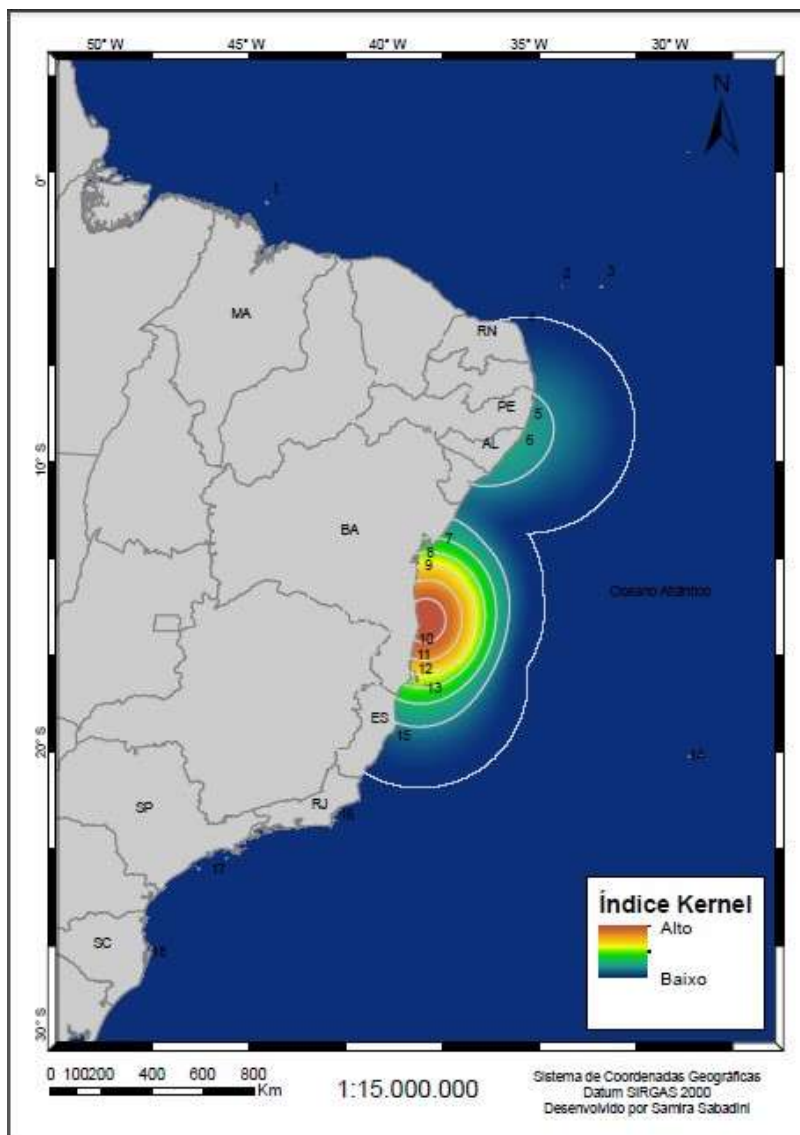 50° W 45° W 40° W 35° W 30° W
N
0°
1
2 3
MA
RN
PE 5
AL 6
10° S
BA
7
8
9
Oceano Atlântico
10
11
12
13
ES
15
20° S
14
SP
RJ
16
17
SC
18
30° S
Índice Kernel
Alto
Baixo
0 100200 400 600 800
Km
1:15.000.000
Sistema de Coordenadas Geográficas
Datum SIRGAS 2000
Desenvolvido por Samira Sabadini